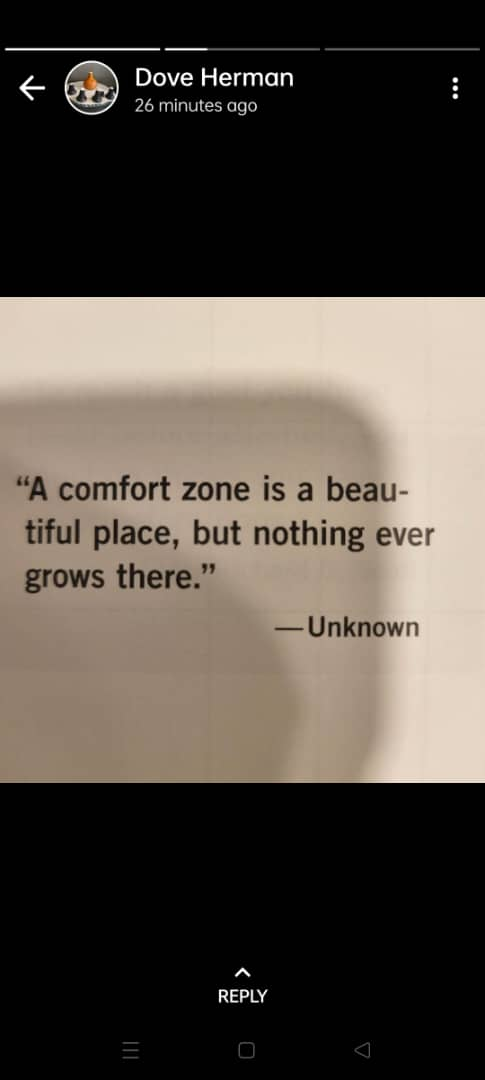 Dove Herman
26 minutes ago
“A comfort zone is a beau-
tiful place, but nothing ever
grows there.”
—Unknown
REPLY